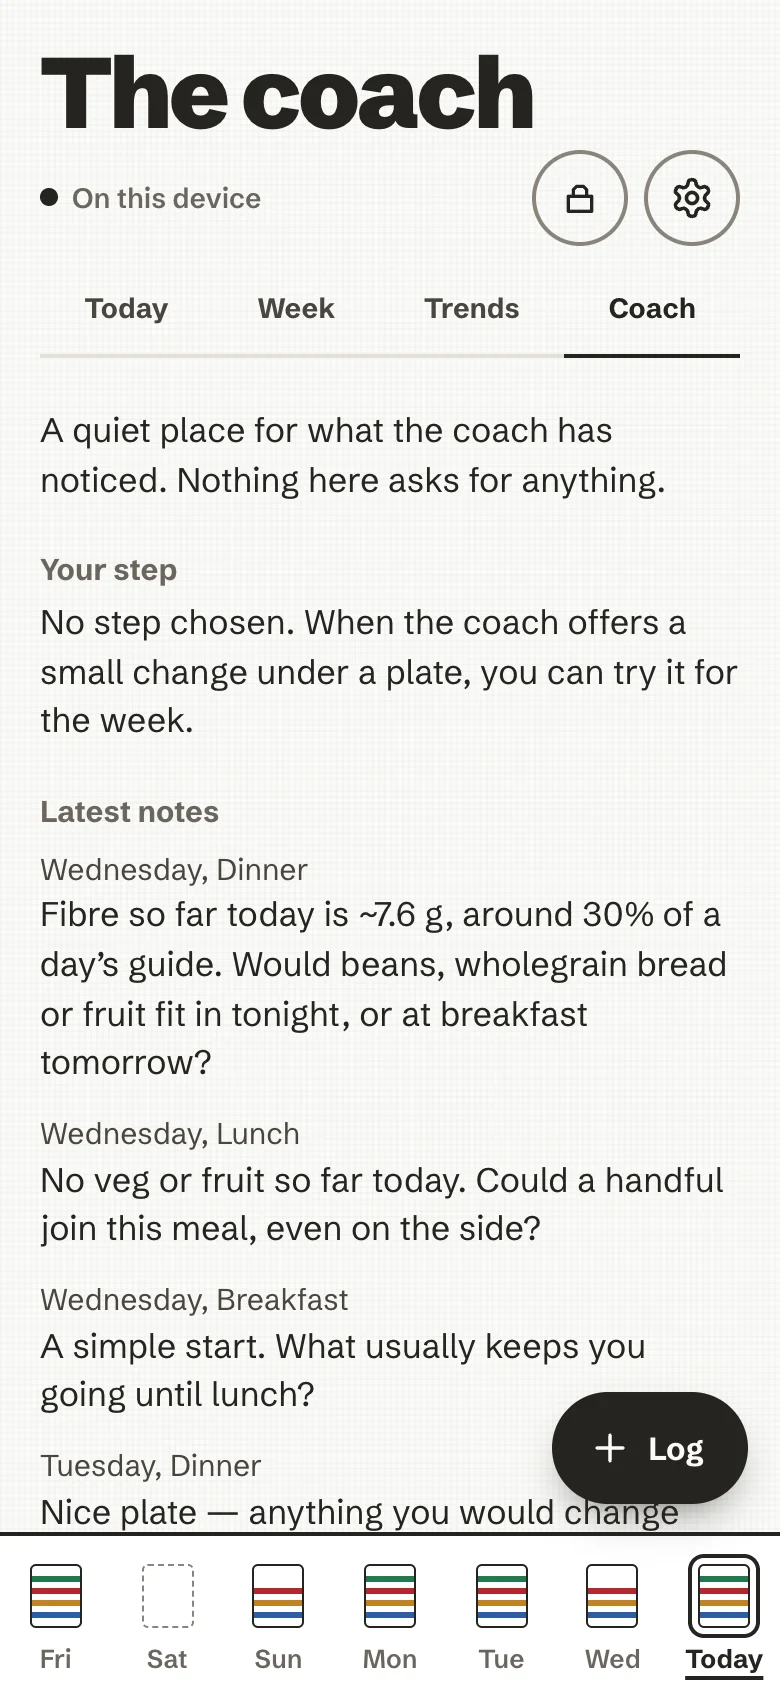 The coach
On this device
Today Week Trends Coach
A quiet place for what the coach has
noticed. Nothing here asks for anything.
Your step
No step chosen. When the coach offers a
small change under a plate, you can try it for
the week.
Latest notes
Wednesday, Dinner
Fibre so far today is ~7.6 g, around 30% of a
day’s guide. Would beans, wholegrain bread
or fruit fit in tonight, or at breakfast
tomorrow?
Wednesday, Lunch
No veg or fruit so far today. Could a handful
join this meal, even on the side?
Wednesday, Breakfast
A simple start. What usually keeps you
going until lunch?
Tuesday, Dinner
Nice plate — anything you would change
Log
Fri Sat Sun Mon Tue Wed Today